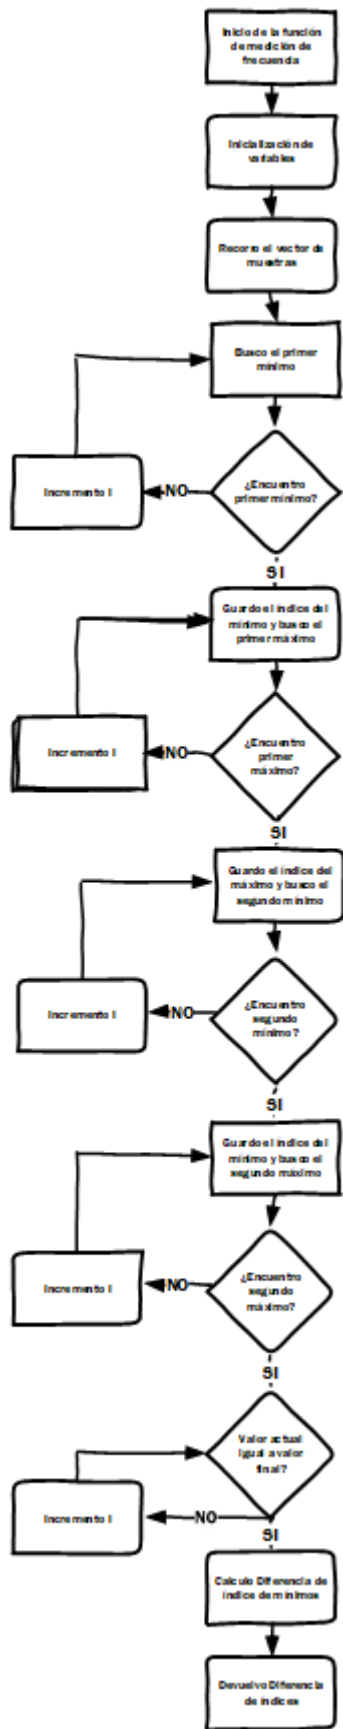 Inicio de la función
de medición de
frecuencia
Inicialización de
variables
Recorro el vector de
muestras
Busco el primer
mínimo
Incremento i
NO
¿Encuentro
primer mínimo?
SI
Guardo el índice del
mínimo y busco el
primer máximo
Incremento i
NO
¿Encuentro
primer
máximo?
SI
Guardo el índice del
máximo y busco el
segundo mínimo
Incremento i
NO
¿Encuentro
segundo
mínimo?
SI
Guardo el índice del
mínimo y busco el
segundo máximo
Incremento i
NO
¿Encuentro
segundo
máximo?
SI
Valor actual
igual a valor
final?
Incremento i
NO
SI
Calculo Diferencia de
índice de mínimos
Devuelvo Diferencia
de índices